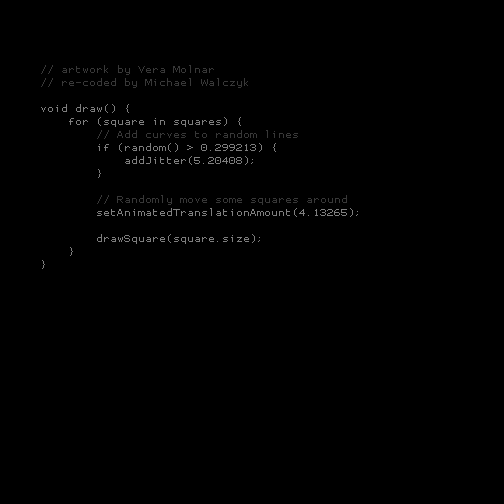 // artwork by Vera Molnar
// re-coded by Michael Walczyk

void draw() {
    for (square in squares) {
        // Add curves to random lines
        if (random() > 0.299213) {
            addJitter(5.20408);
        }

        // Randomly move some squares around
        setAnimatedTranslationAmount(4.13265);

        drawSquare(square.size);
    }
}